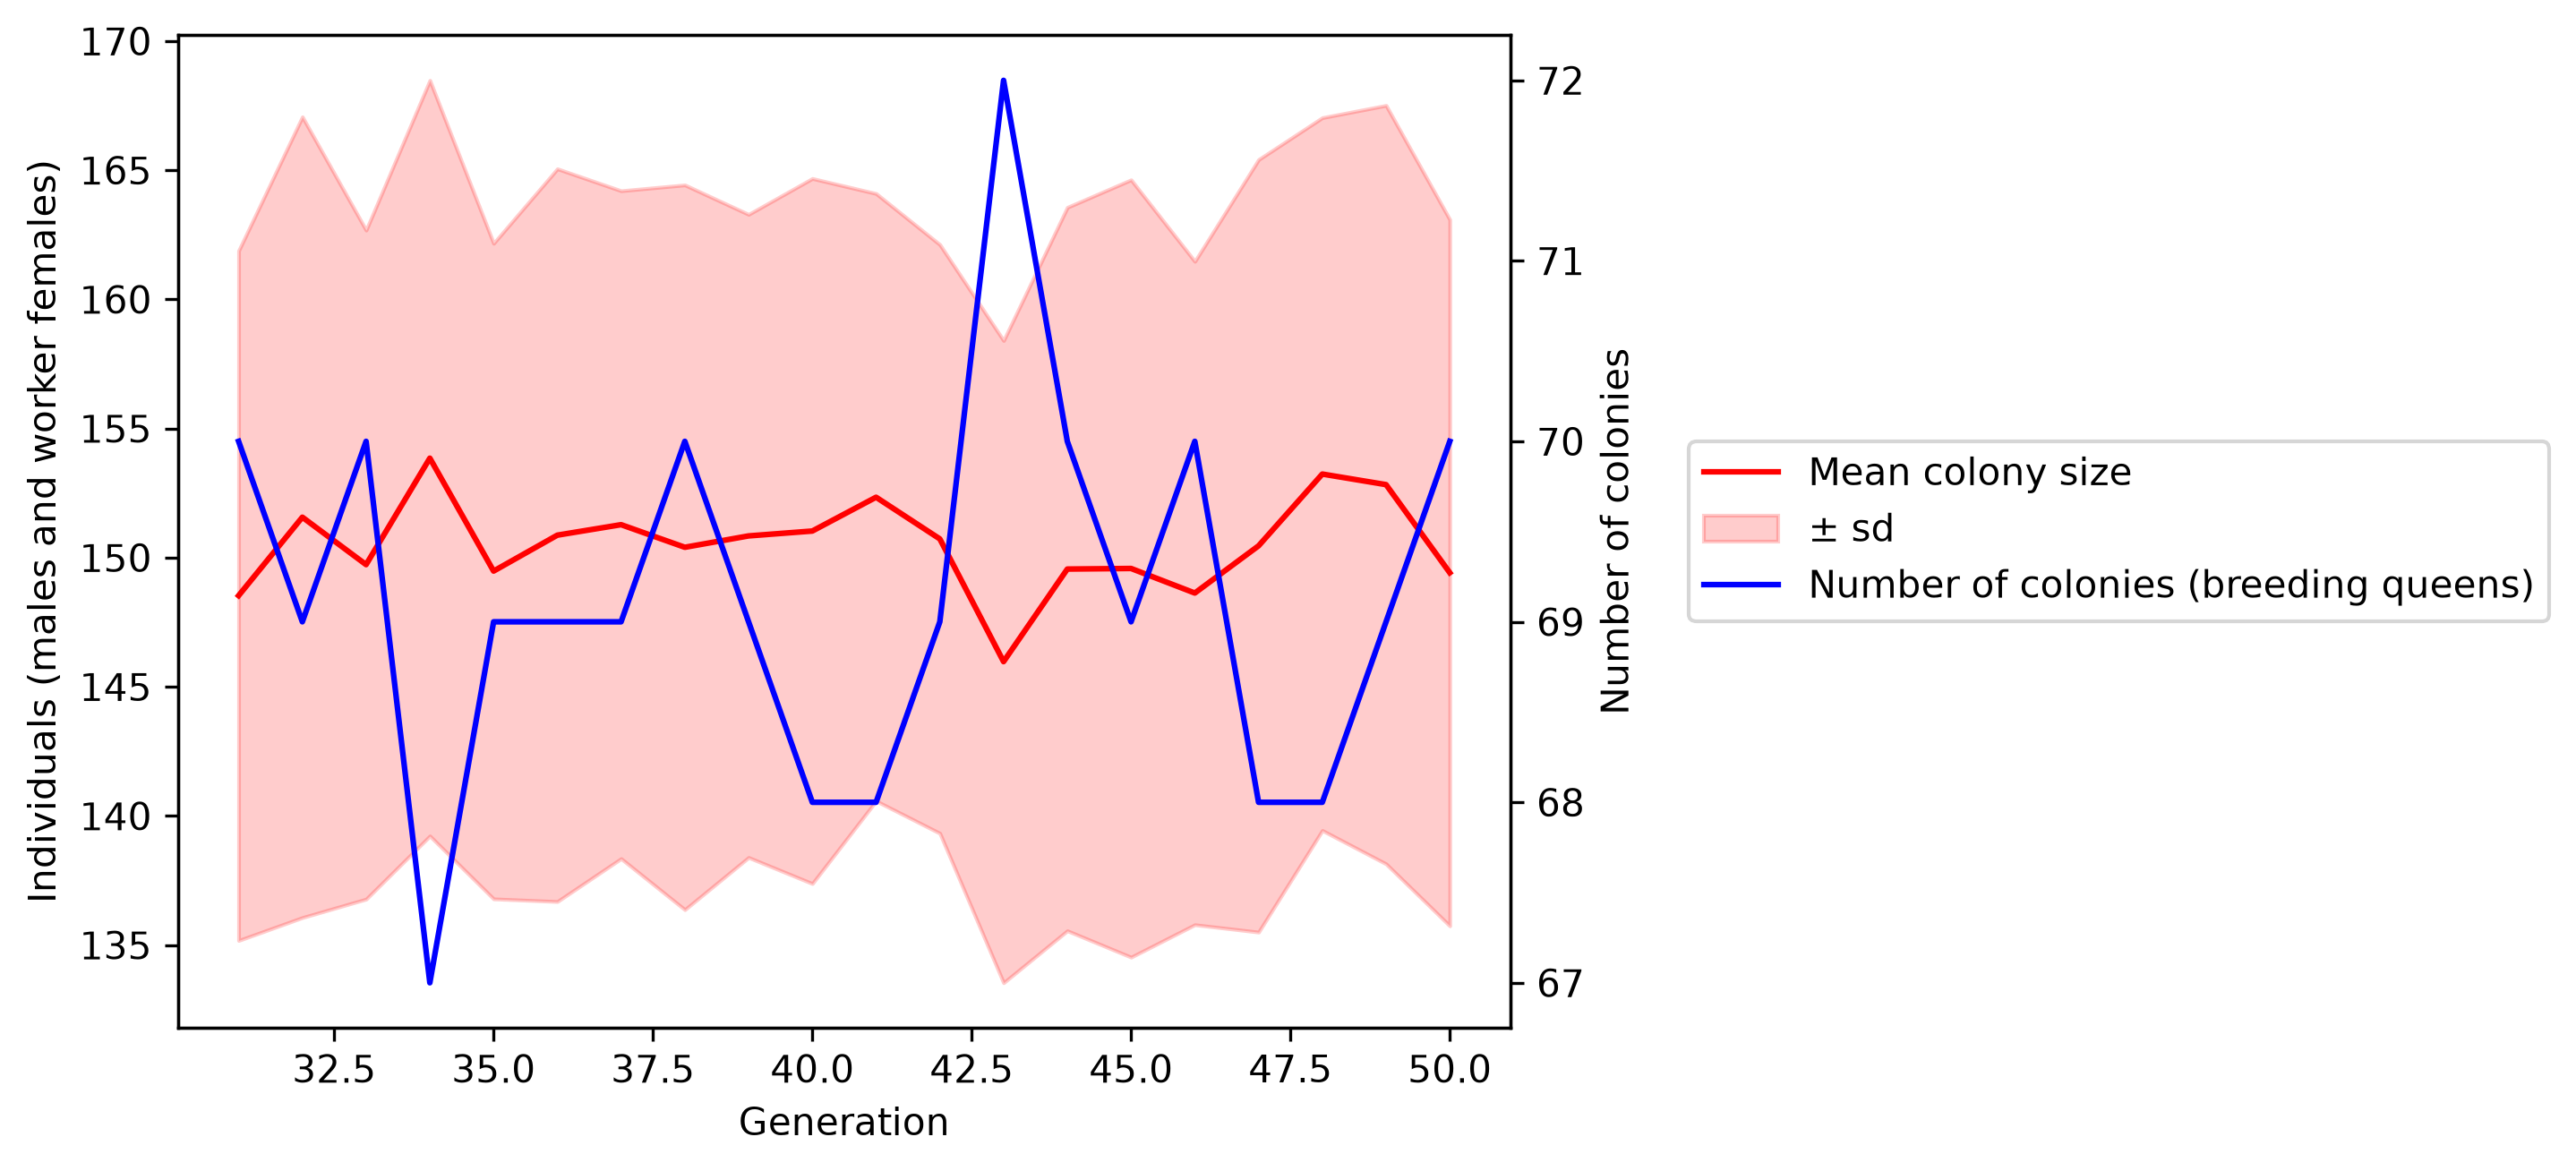 170
165
160
155
150
145
140
135
Individuals (males and worker females)
32.5 35.0 37.5 40.0 42.5 45.0 47.5 50.0
Generation
72
71
70
69
68
67
Number of colonies
Mean colony size
± sd
Number of colonies (breeding queens)